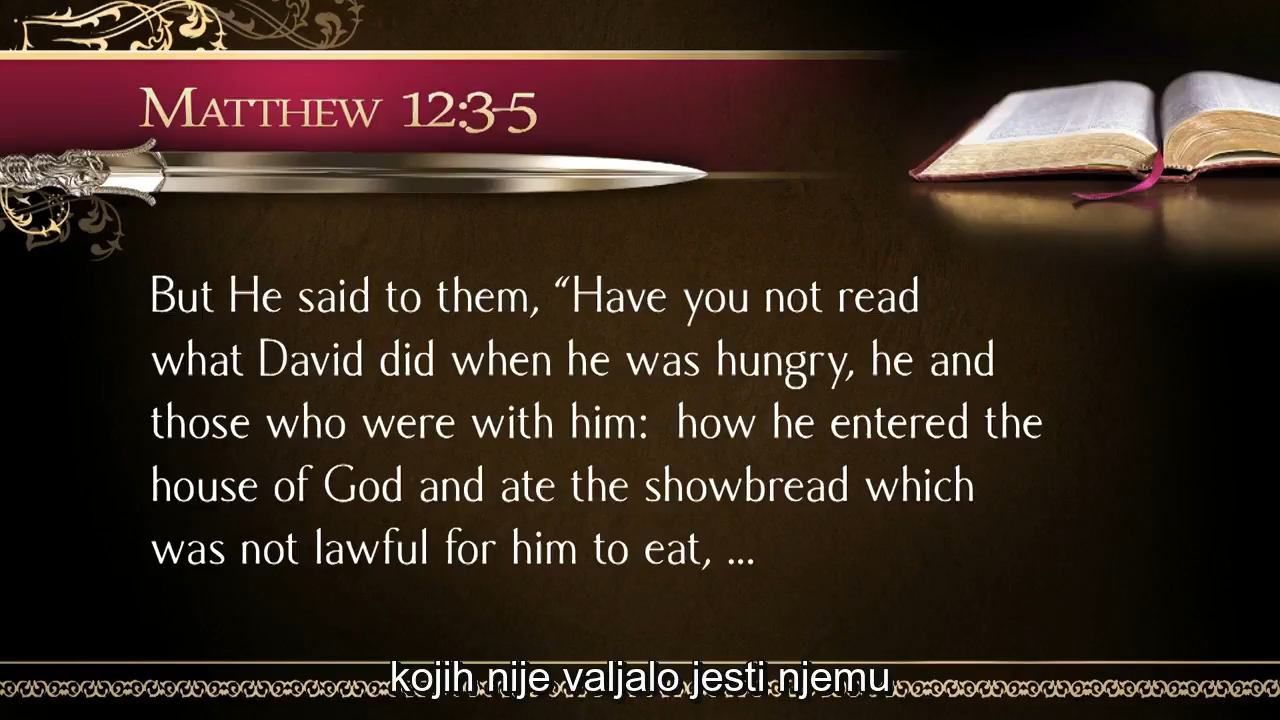 MATTHEW 12:3-5
But He said to them, “Have you not read
what David did when he was hungry, he and
those who were with him:  how he entered the
house of God and ate the showbread which
was not lawful for him to eat, ...
kojih nije valjalo jesti njemu